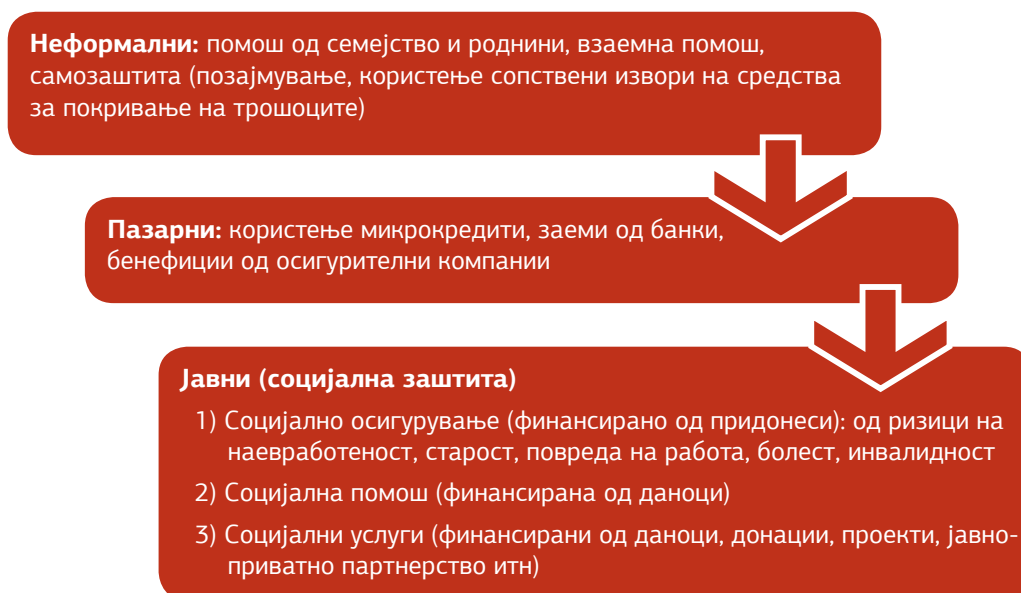 Неформални: помош од семејство и роднини, взаемна помош,
самозаштита (позајмување, користење сопствени извори на средства
за покривање на трошоците)
Пазарни: користење микрокредити, заеми од банки,
бенефиции од осигурителни компании
Јавни (социјална заштита)
1) Социјално осигурување (финансирано од придонеси): од ризици на
наевработеност, старост, повреда на работа, болест, инвалидност
2) Социјална помош (финансирана од даноци)
3) Социјални услуги (финансирани од даноци, донации, проекти, јавно-
приватно партнерство итн)